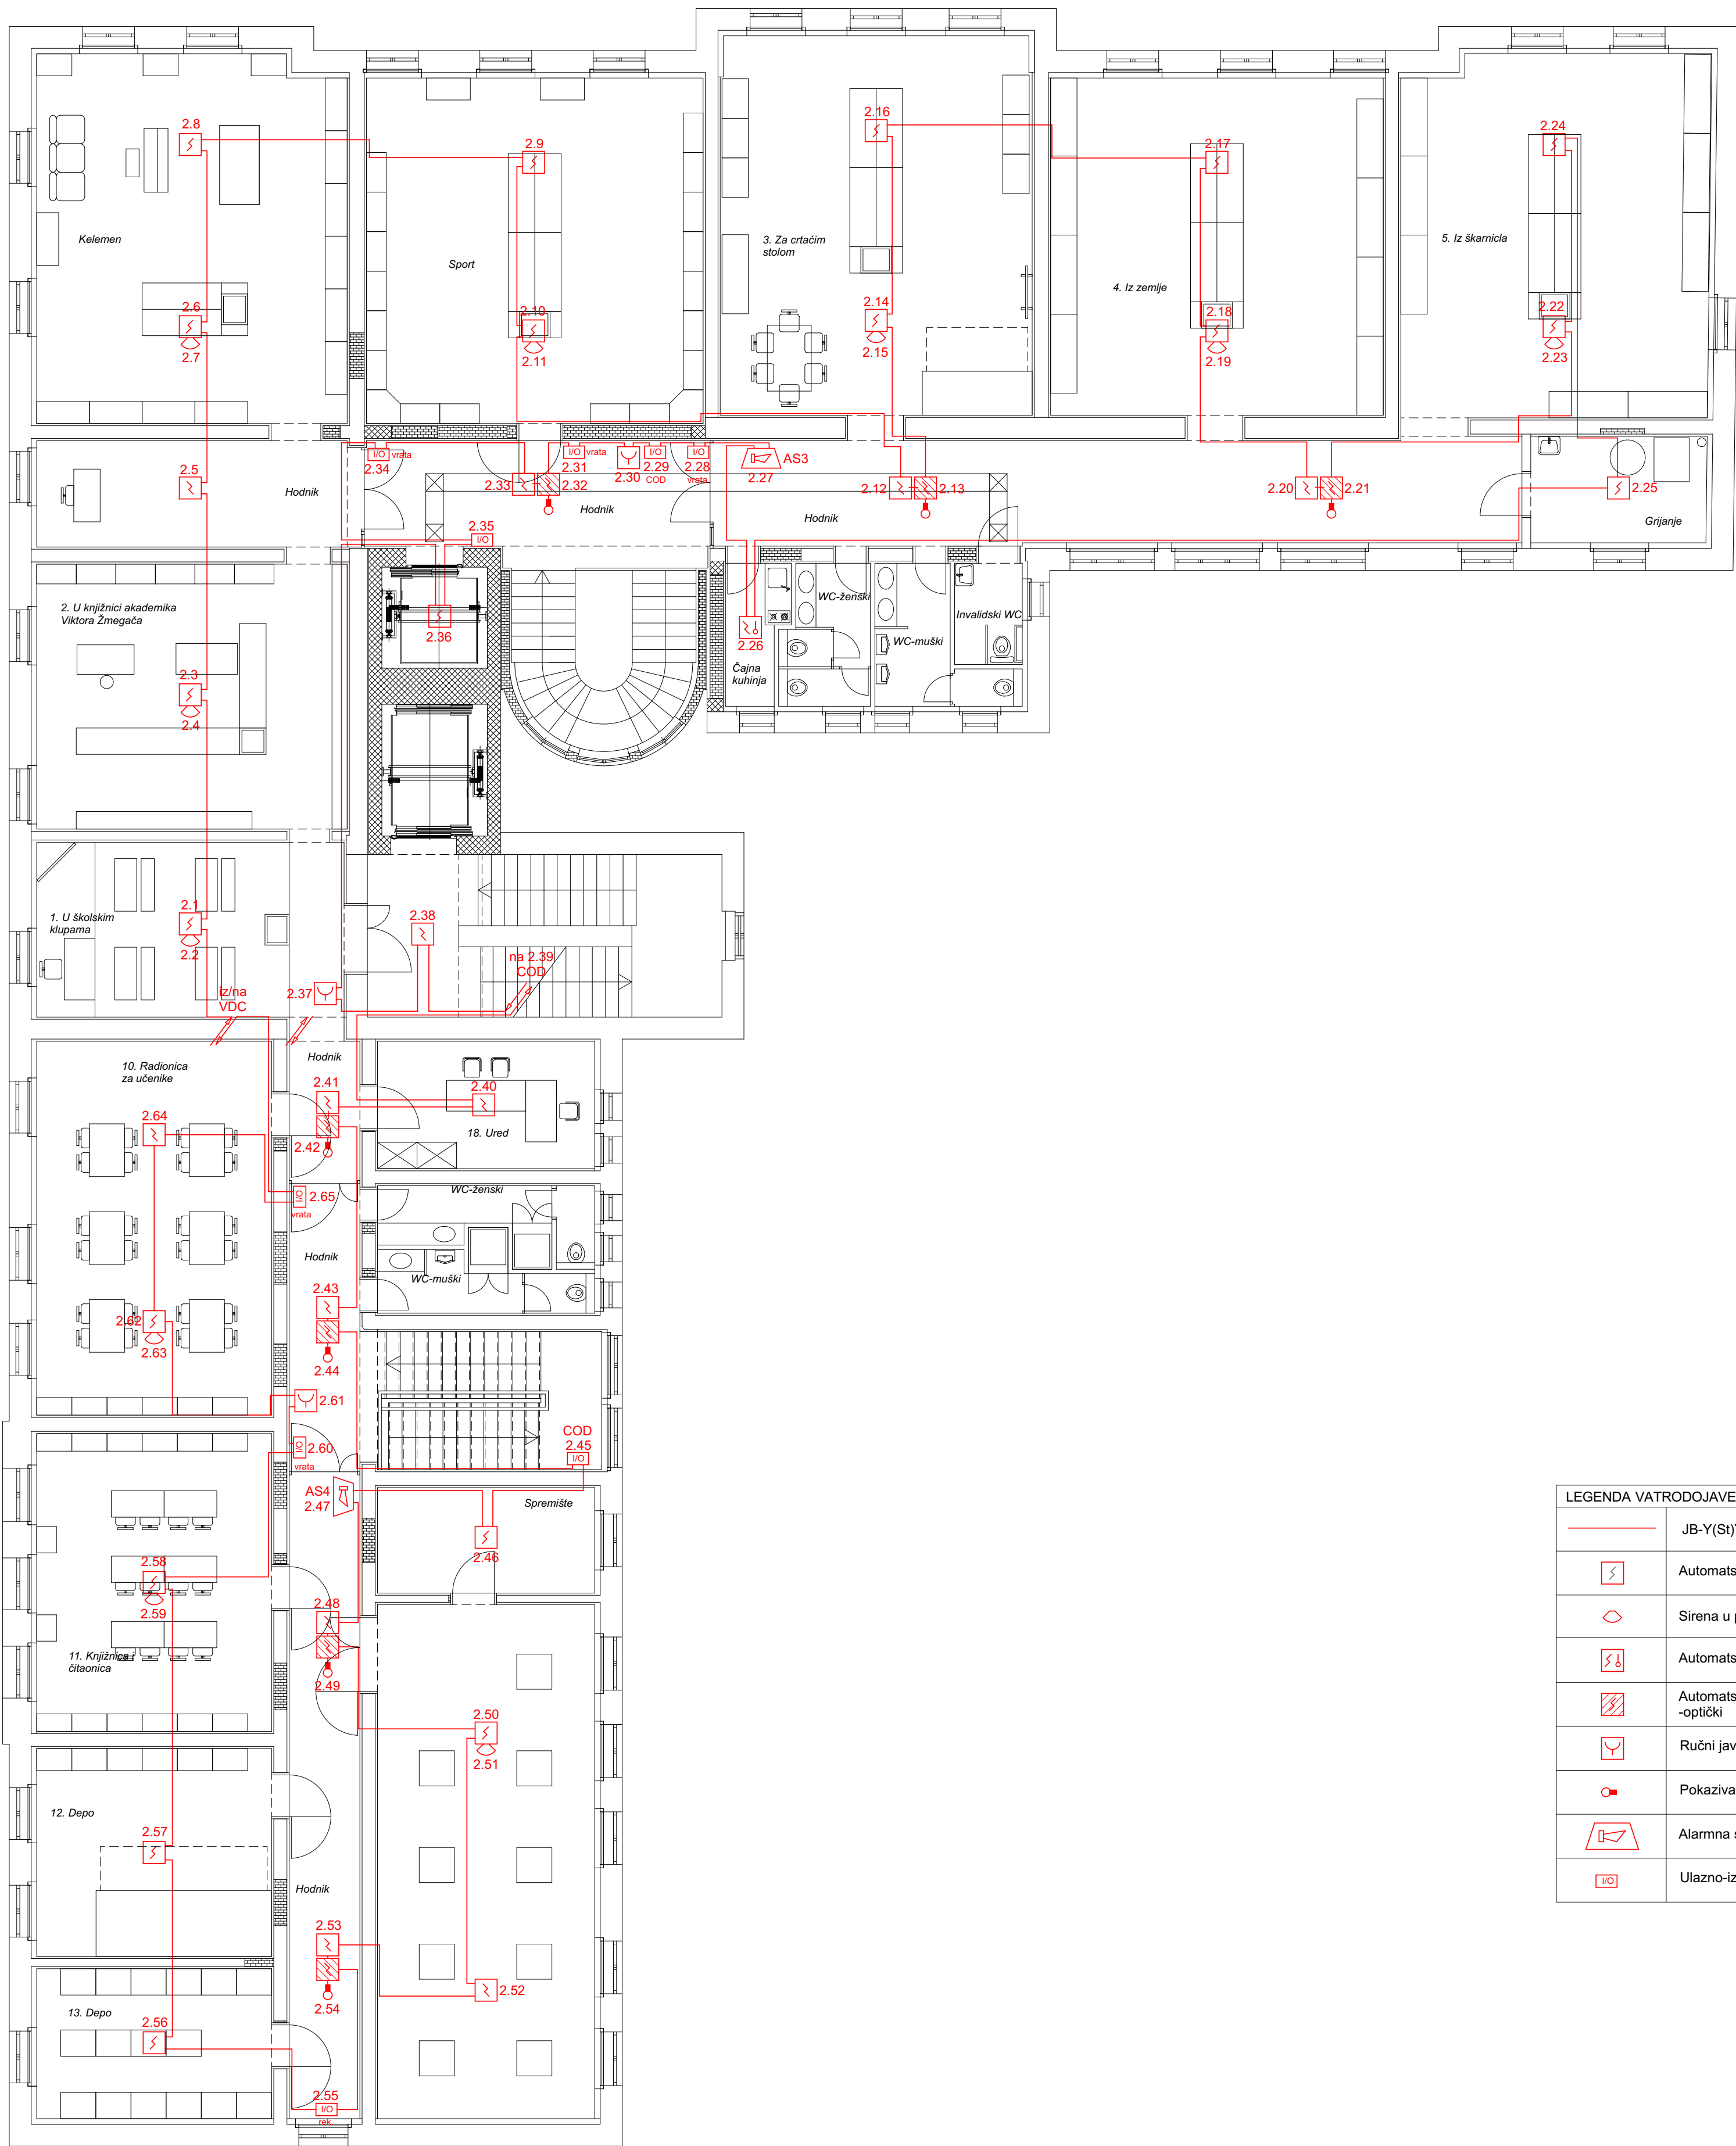 2.8
2.9
2.16
2.17
2.24
Kelemen
Sport
3. Za crtaćim
stolom
4. Iz zemlje
5. Iz škarnicla
2.6
2.7
2.10
2.11
2.14
2.15
2.18
2.19
2.22
2.23
2.5
Hodnik
I/O
vrata
2.34
2.33
I/O
vrata
2.31
2.32
2.30
I/O
2.29
COD
I/O
2.28
vrata
AS3
2.27
Hodnik
2.12
2.13
Hodnik
2.20
2.21
2.25
Grijanje
2.35
I/O
2.36
2. U knjižnici akademika
Viktora Žmegača
2.3
2.4
2.26
Čajna
kuhinja
WC-ženski
WC-muški
Invalidski WC
1. U školskim
klupama
2.1
2.2
2.38
na 2.39
COD
2.37
iz/na
VDC
10. Radionica
za učenike
Hodnik
2.41
2.42
2.40
18. Ured
2.64
I/O
2.65
vrata
WC-ženski
WC-muški
Hodnik
2.43
2.44
2.62
2.63
2.61
I/O
2.60
vrata
COD
2.45
I/O
AS4
2.47
Spremište
2.46
2.58
2.59
11. Knjižnica i
čitaonica
2.48
2.49
2.50
2.51
12. Depo
2.57
Hodnik
2.53
2.54
2.52
13. Depo
2.56
2.55
I/O
rek.
LEGENDA VATRODOJAVE
JB-Y(St)Y
Automats
Sirena u p
Automats
Automats
-optički
Ručni jav
Pokaziva
Alarmna s
I/O
Ulazno-iz